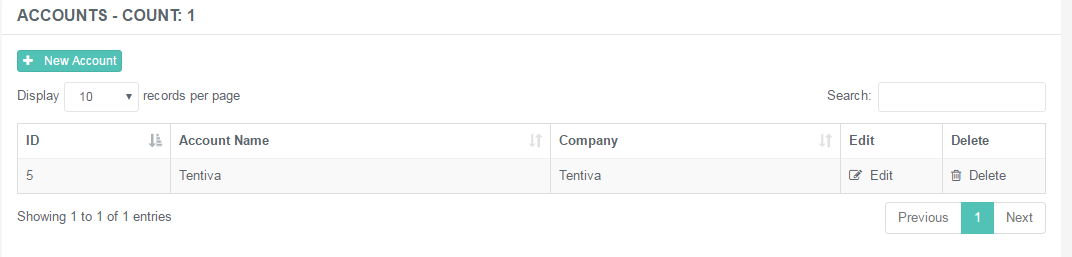 ACCOUNTS - COUNT: 1
New Account
Display 10 records per page Search:
ID Account Name Company Edit Delete
5 Tentiva Tentiva Edit Delete
Showing 1 to 1 of 1 entries Previous 1 Next